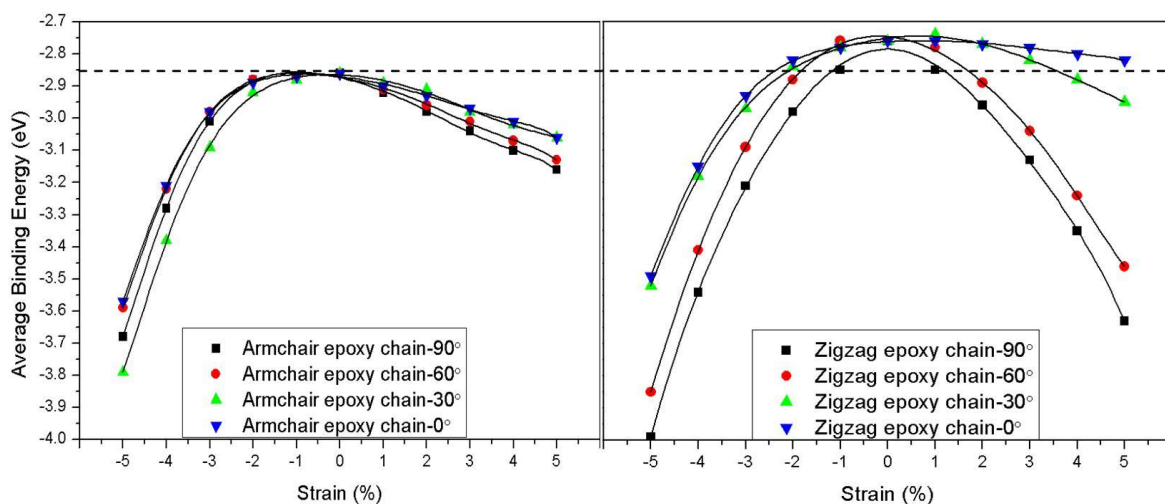 Average Binding Energy (eV)
-2.7
-2.8
-2.9
-3.0
-3.1
-3.2
-3.3
-3.4
-3.5
-3.6
-3.7
-3.8
-3.9
-4.0
Armchair epoxy chain-90°
Armchair epoxy chain-60°
Armchair epoxy chain-30°
Armchair epoxy chain-0°
-5 -4 -3 -2 -1 0 1 2 3 4 5
Strain (%)
Zigzag epoxy chain-90°
Zigzag epoxy chain-60°
Zigzag epoxy chain-30°
Zigzag epoxy chain-0°
-5 -4 -3 -2 -1 0 1 2 3 4 5
Strain (%)